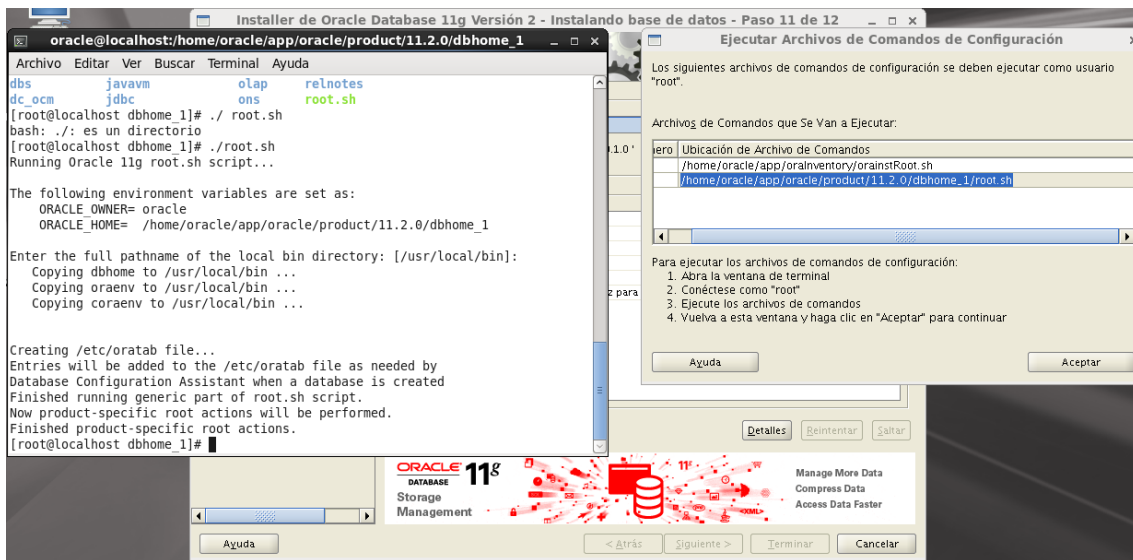 Installer de Oracle Database 11g Versión 2 - Instalando base de datos - Paso 11 de 12
oracle@localhost:/home/oracle/app/oracle/product/11.2.0/dbhome_1
Archivo Editar Ver Buscar Terminal Ayuda
dbs javavm olap relnotes
dc_ocm jdbc ons root.sh
[root@localhost dbhome_1]# ./ root.sh
bash: ./: es un directorio
[root@localhost dbhome_1]# ./root.sh
Running Oracle 11g root.sh script...
The following environment variables are set as:
ORACLE_OWNER= oracle
ORACLE_HOME= /home/oracle/app/oracle/product/11.2.0/dbhome_1
Enter the full pathname of the local bin directory: [/usr/local/bin]:
Copying dbhome to /usr/local/bin ...
Copying oraenv to /usr/local/bin ...
Copying coraenv to /usr/local/bin ...
Creating /etc/oratab file...
Entries will be added to the /etc/oratab file as needed by
Database Configuration Assistant when a database is created
Finished running generic part of root.sh script.
Now product-specific root actions will be performed.
Finished product-specific root actions.
[root@localhost dbhome_1]#
Ejecutar Archivos de Comandos de Configuración
Los siguientes archivos de comandos de configuración se deben ejecutar como usuario
"root".
Archivos de Comandos que Se Van a Ejecutar:
Ubicación de Archivo de Comandos
/home/oracle/app/oraInventory/orainstRoot.sh
/home/oracle/app/oracle/product/11.2.0/dbhome_1/root.sh
Para ejecutar los archivos de comandos de configuración:
1. Abra la ventana de terminal
2. Conéctese como "root"
3. Ejecute los archivos de comandos
4. Vuelva a esta ventana y haga clic en "Aceptar" para continuar
Ayuda Aceptar
.1.0 '
z para
Detalles Reintentar Saltar
ORACLE 11g
DATABASE
Storage
Management
11g
<XML>
Manage More Data
Compress Data
Access Data Faster
Ayuda < Atrás Siguiente > Terminar Cancelar